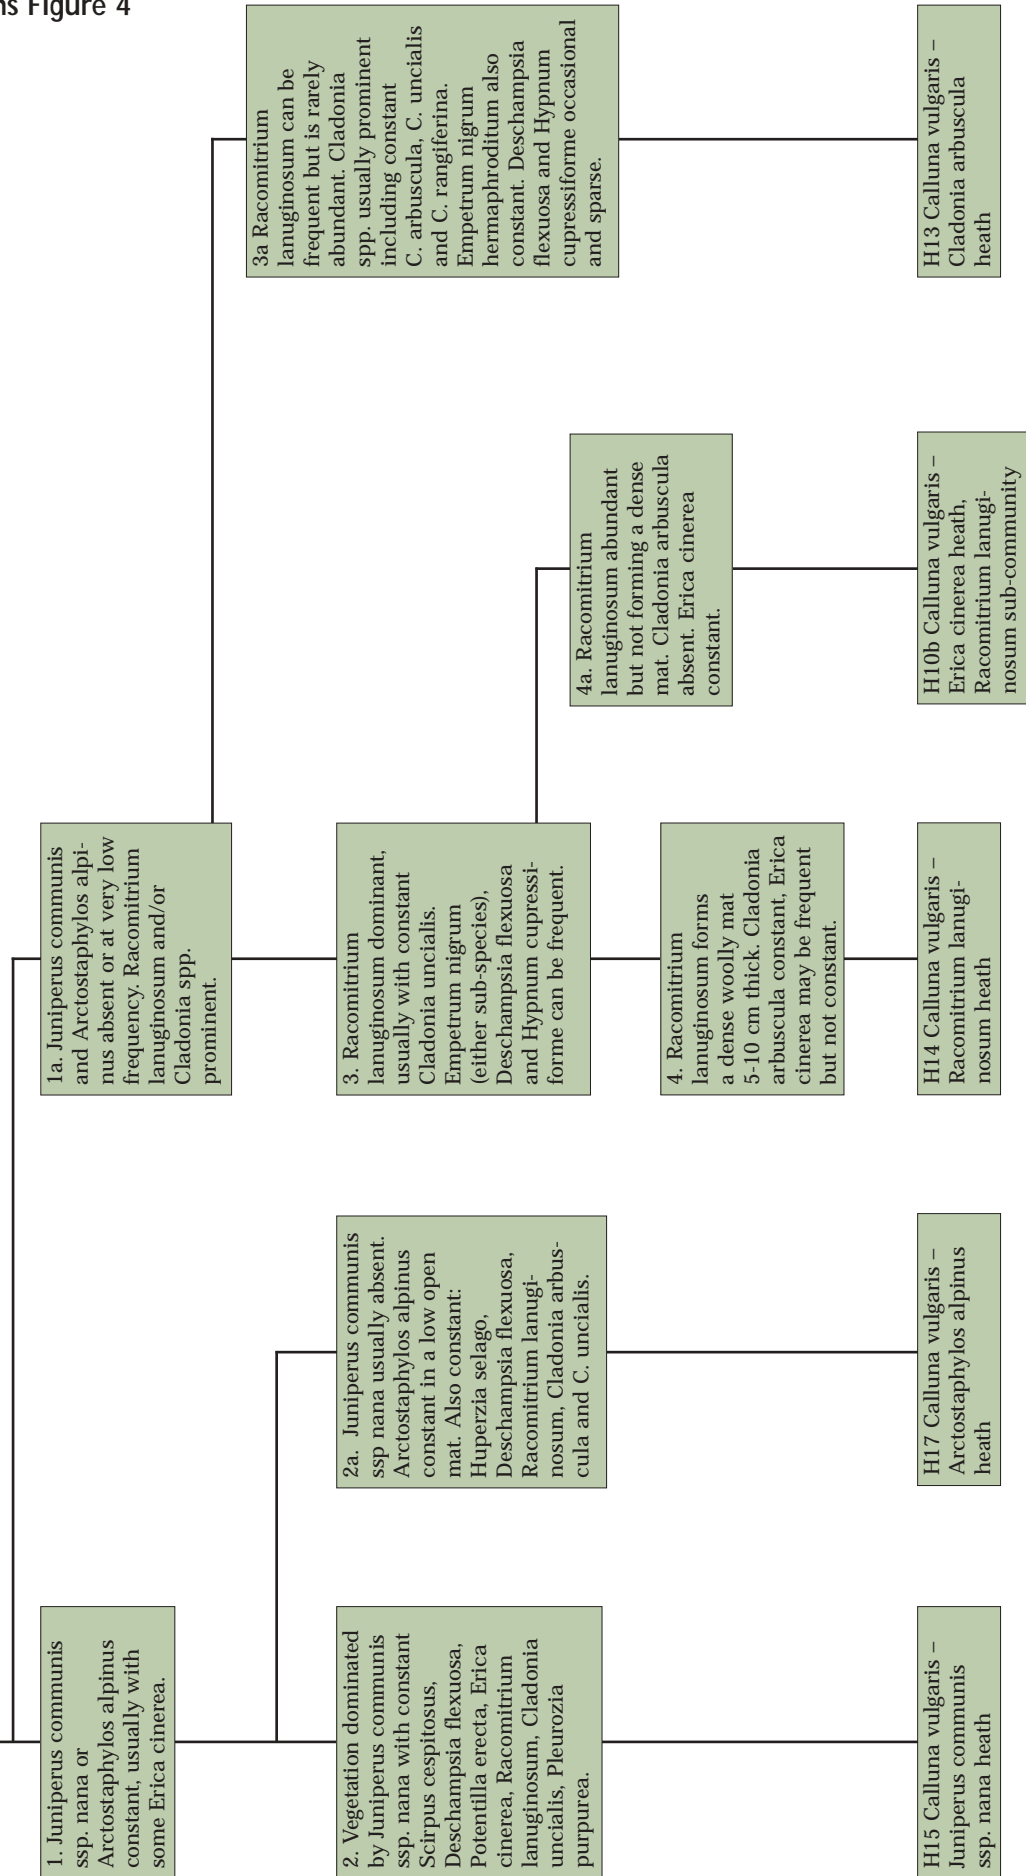 ns Figure 4
1. Juniperus communis
ssp. nana or
Arctostaphylos alpinus
constant, usually with
some Erica cinerea.
1a. Juniperus communis
and Arctostaphylos alpi-
nus absent or at very low
frequency. Racomitrium
lanuginosum and/or
Cladonia spp.
prominent.
2. Vegetation dominated
by Juniperus communis
ssp. nana with constant
Scirpus cespitosus,
Deschampsia flexuosa,
Potentilla erecta, Erica
cinerea, Racomitrium
lanuginosum, Cladonia
uncialis, Pleurozia
purpurea.
2a. Juniperus communis
ssp nana usually absent.
Arctostaphylos alpinus
constant in a low open
mat. Also constant:
Huperzia selago,
Deschampsia flexuosa,
Racomitrium lanugi-
nosum, Cladonia arbus-
cula and C. uncialis.
3. Racomitrium
lanuginosum dominant,
usually with constant
Cladonia uncialis.
Empetrum nigrum
(either sub-species),
Deschampsia flexuosa
and Hypnum cupressi-
forme can be frequent.
3a Racomitrium
lanuginosum can be
frequent but is rarely
abundant. Cladonia
spp. usually prominent
including constant
C. arbuscula, C. uncialis
and C. rangiferina.
Empetrum nigrum
hermaphroditum also
constant. Deschampsia
flexuosa and Hypnum
cupressiforme occasional
and sparse.
4. Racomitrium
lanuginosum forms
a dense woolly mat
5-10 cm thick. Cladonia
arbuscula constant, Erica
cinerea may be frequent
but not constant.
4a. Racomitrium
lanuginosum abundant
but not forming a dense
mat. Cladonia arbuscula
absent. Erica cinerea
constant.
H15 Calluna vulgaris –
Juniperus communis
ssp. nana heath
H17 Calluna vulgaris –
Arctostaphylos alpinus
heath
H14 Calluna vulgaris –
Racomitrium lanugi-
nosum heath
H10b Calluna vulgaris –
Erica cinerea heath,
Racomitrium lanugi-
nosum sub-community
H13 Calluna vulgaris –
Cladonia arbuscula
heath